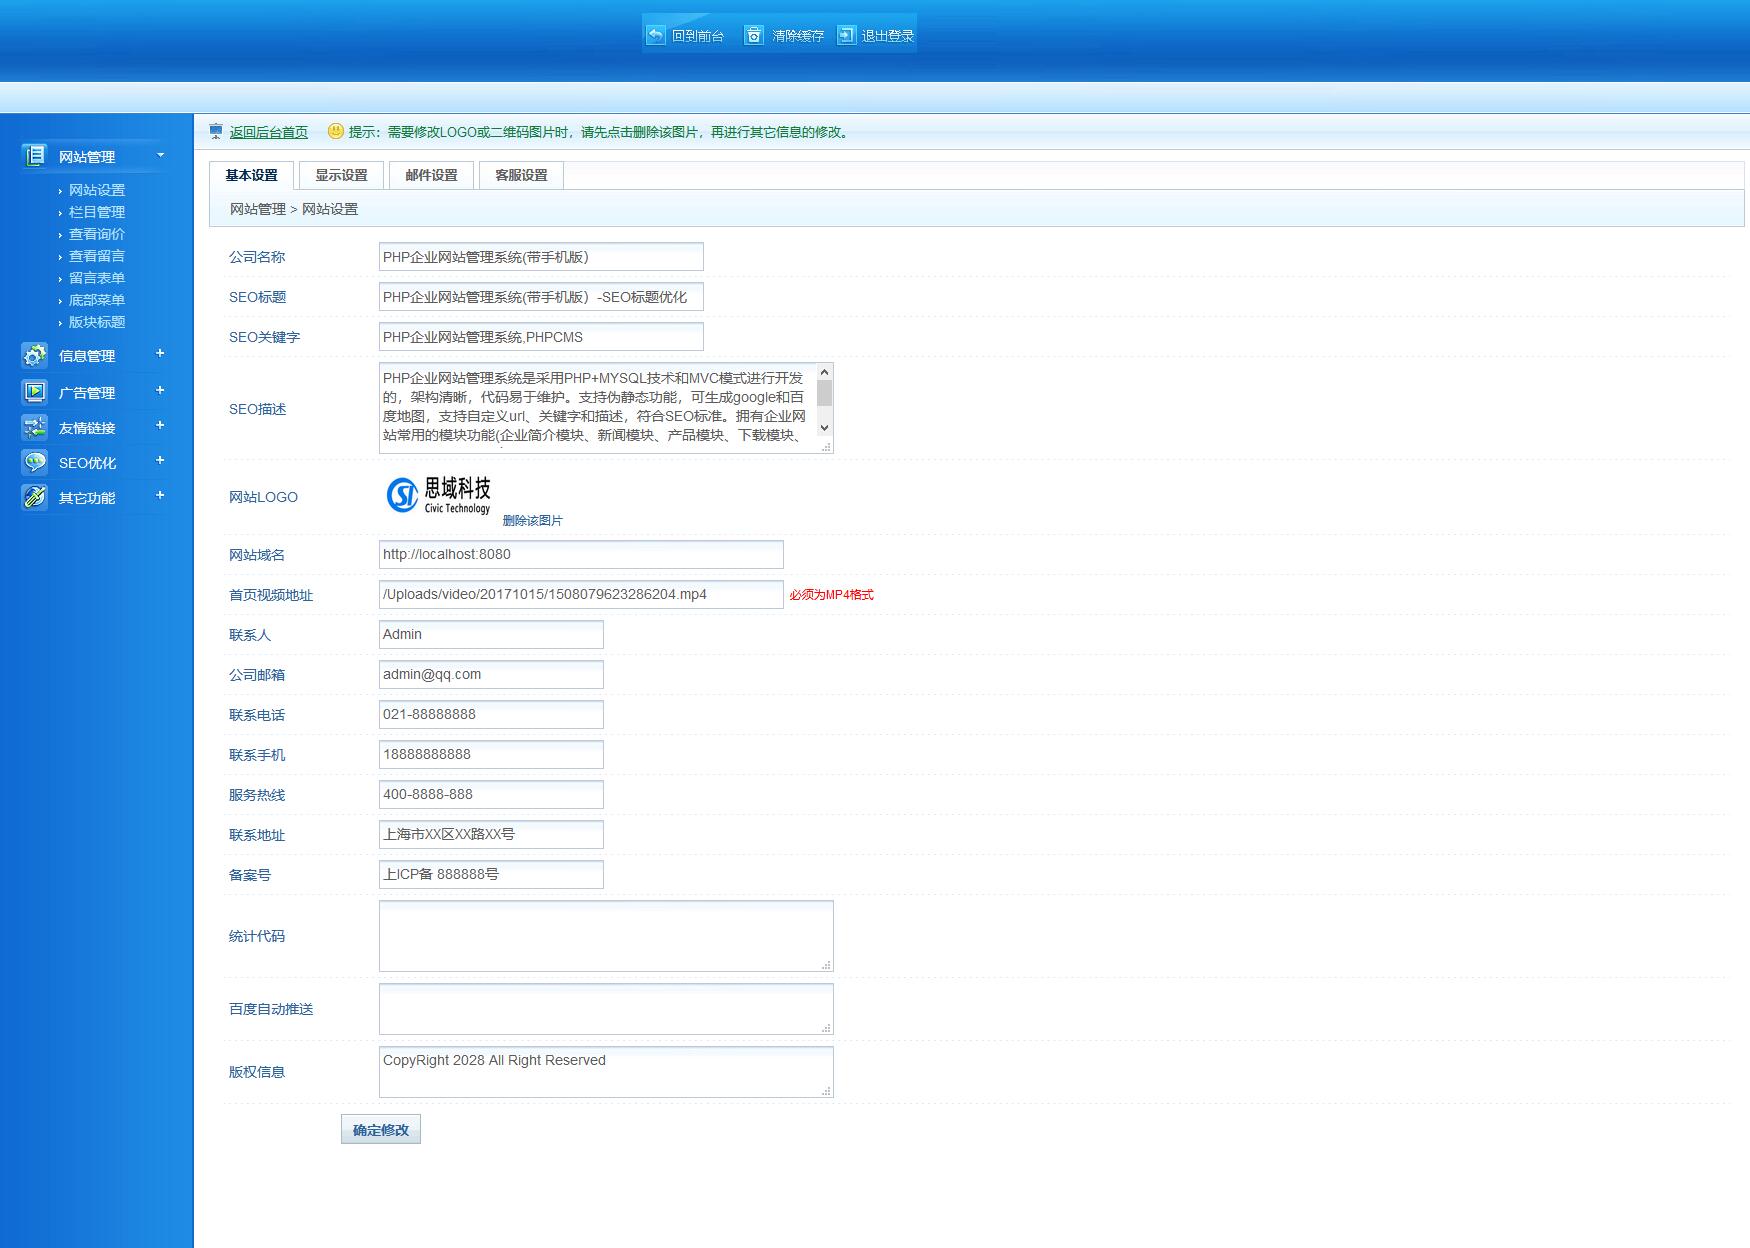 回到前台 清除缓存 退出登录
返回后台首页 提示：需要修改LOGO或二维码图片时，请先点击删除该图片，再进行其它信息的修改。
网站管理
网站设置
栏目管理
查看询价
查看留言
留言表单
底部菜单
版块标题
信息管理 +
广告管理 +
友情链接 +
SEO优化 +
其它功能 +
基本设置 显示设置 邮件设置 客服设置
网站管理 > 网站设置
公司名称 PHP企业网站管理系统(带手机版)
SEO标题 PHP企业网站管理系统(带手机版）-SEO标题优化
SEO关键字 PHP企业网站管理系统,PHPCMS
SEO描述
PHP企业网站管理系统是采用PHP+MYSQL技术和MVC模式进行开发
的，架构清晰，代码易于维护。支持伪静态功能，可生成google和百
度地图，支持自定义url、关键字和描述，符合SEO标准。拥有企业网
站常用的模块功能(企业简介模块、新闻模块、产品模块、下载模块、
网站LOGO
思域科技
Civic Technology
删除该图片
网站域名 http://localhost:8080
首页视频地址 /Uploads/video/20171015/1508079623286204.mp4 必须为MP4格式
联系人 Admin
公司邮箱 admin@qq.com
联系电话 021-88888888
联系手机 18888888888
服务热线 400-8888-888
联系地址 上海市XX区XX路XX号
备案号 上ICP备 888888号
统计代码
百度自动推送
版权信息 CopyRight 2028 All Right Reserved
确定修改